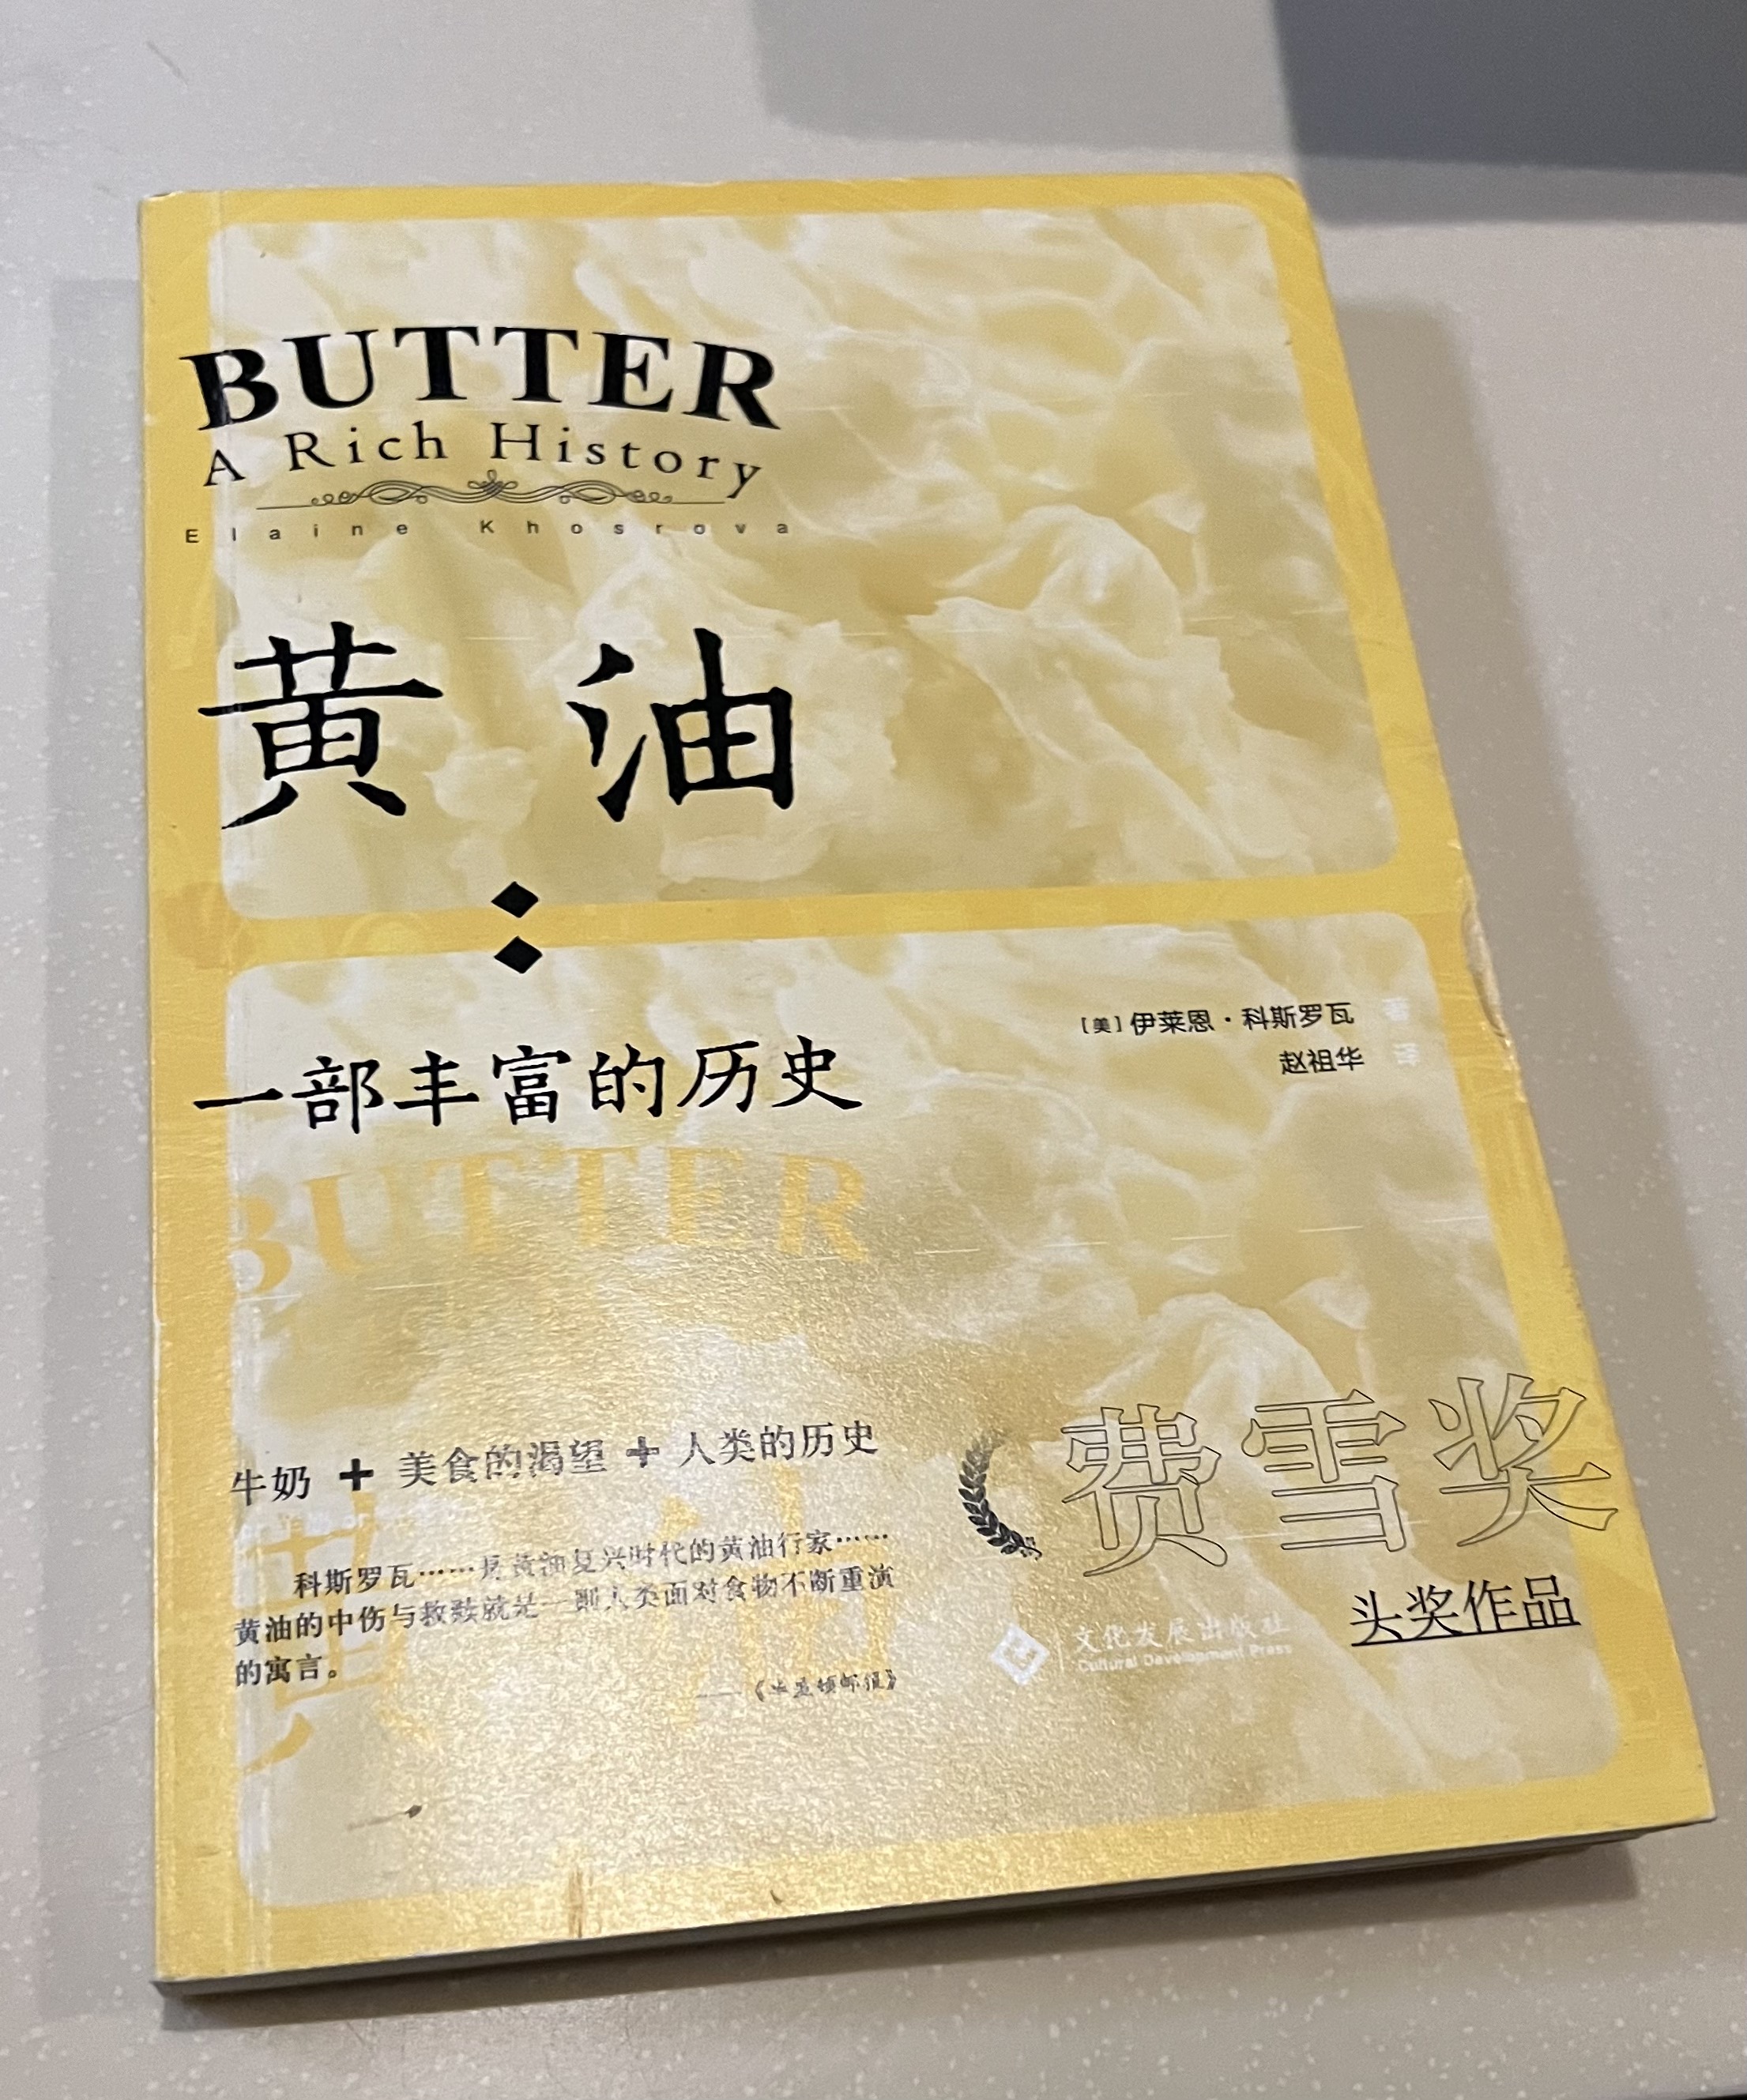 BUTTER
A Rich History
Elaine Khosrova
黄油
：
一部丰富的历史
[美]伊莱恩·科斯罗瓦 著
赵祖华 译
BUTTER
牛奶 + 美食的渴望 + 人类的历史
科斯罗瓦……是黄油复兴时代的黄油行家……
黄油的中伤与救赎就是一部人类面对食物不断重演
的寓言。
——《华盛顿邮报》
费雪奖
头奖作品
文化发展出版社
Cultural Development Press
黄油